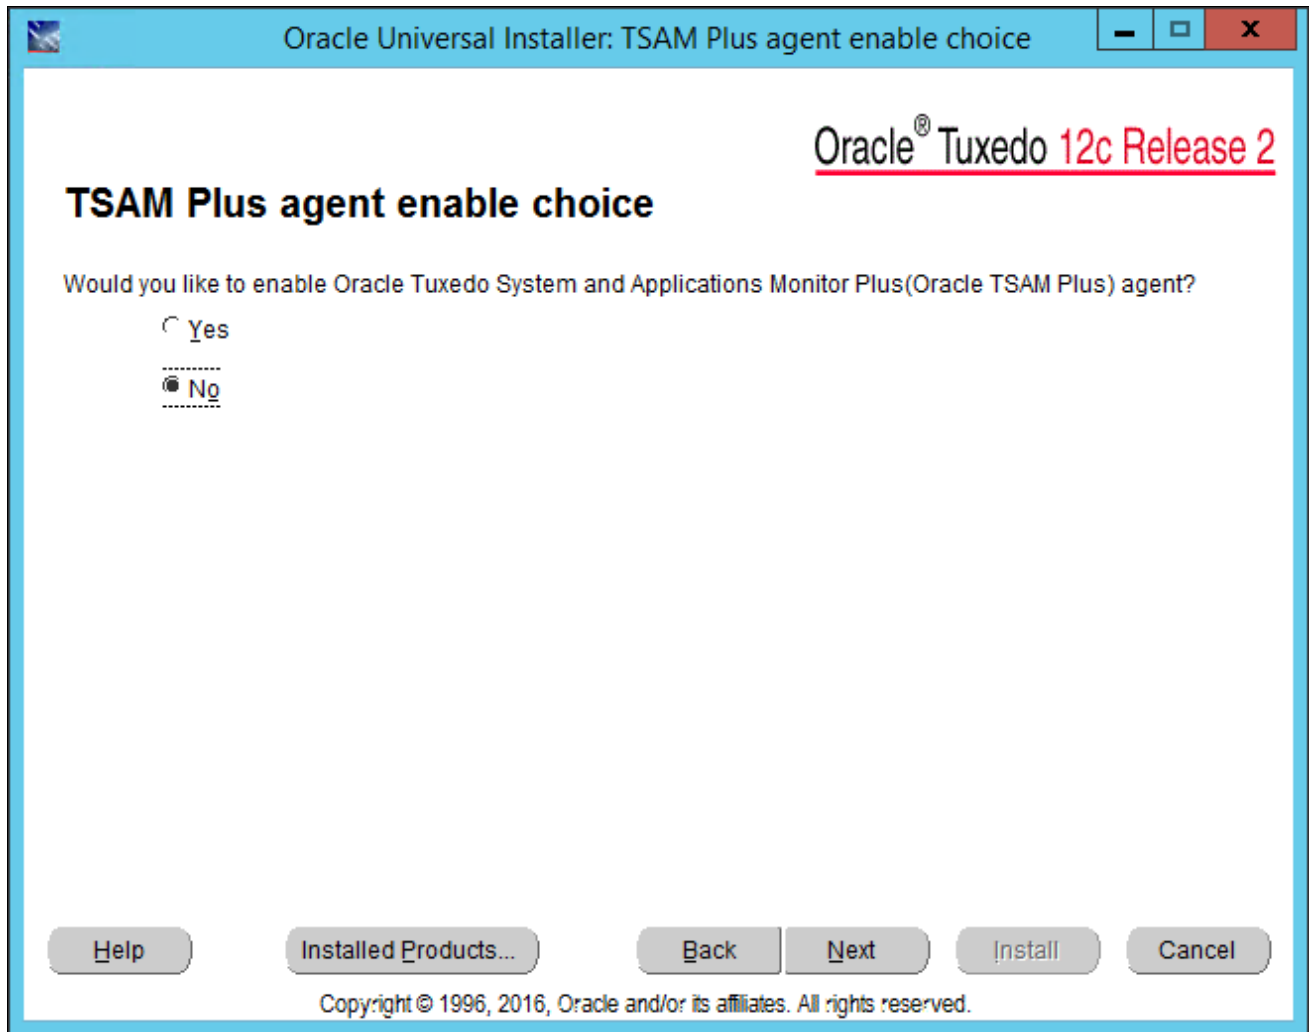 Oracle Universal Installer: TSAM Plus agent enable choice
Oracle® Tuxedo 12c Release 2
TSAM Plus agent enable choice
Would you like to enable Oracle Tuxedo System and Applications Monitor Plus(Oracle TSAM Plus) agent?
Yes
No
Help Installed Products... Back Next Install Cancel
Copyright © 1996, 2016, Oracle and/or its affiliates. All rights reserved.